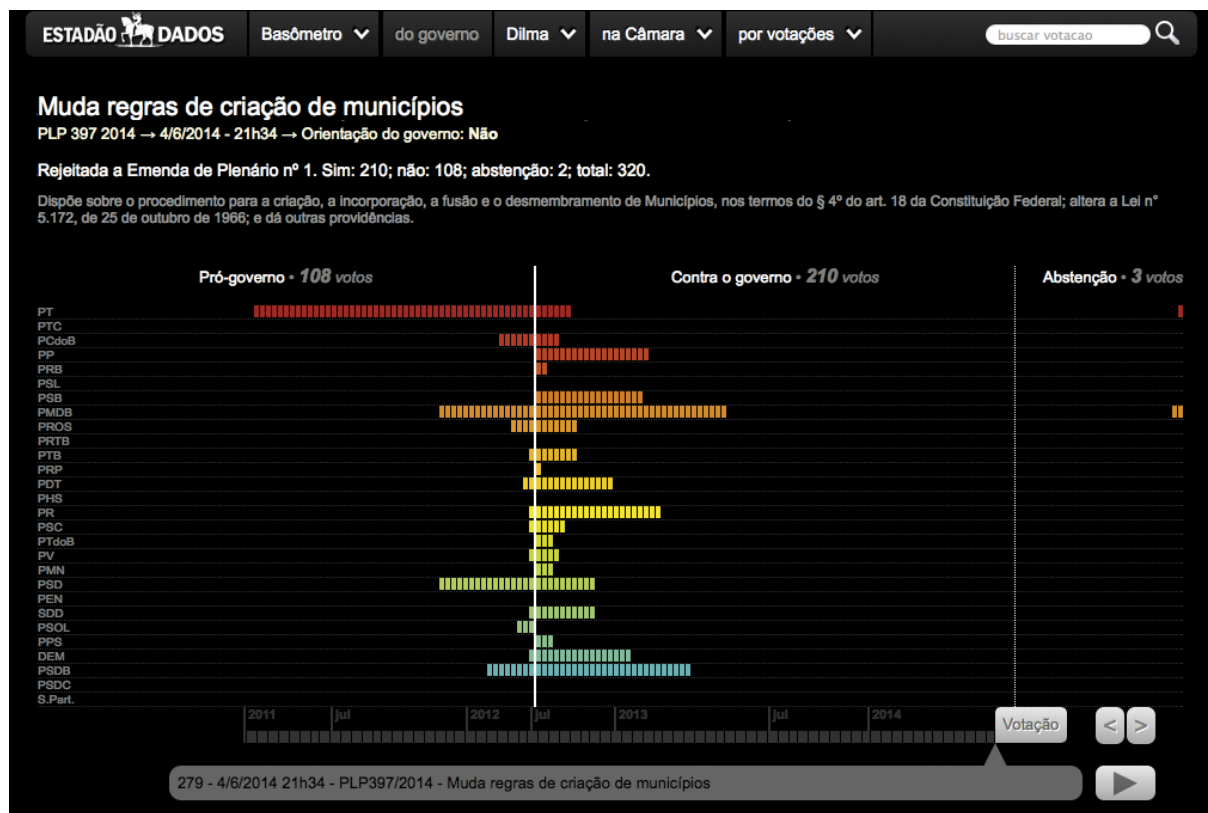 ESTADÃO DADOS Basômetro do governo Dilma na Câmara por votações buscar votacao
Muda regras de criação de municípios
PLP 397 2014 → 4/6/2014 - 21h34 → Orientação do governo: Não
Rejeitada a Emenda de Plenário nº 1. Sim: 210; não: 108; abstenção: 2; total: 320.
Dispõe sobre o procedimento para a criação, a incorporação, a fusão e o desmembramento de Municípios, nos termos do § 4º do art. 18 da Constituição Federal; altera a Lei n°
5.172, de 25 de outubro de 1966; e dá outras providências.
Pró-governo • 108 votos Contra o governo • 210 votos Abstenção • 3 votos
PT
PTC
PCdoB
PP
PRB
PSL
PSB
PMDB
PROS
PRTB
PTB
PRP
PDT
PHS
PR
PSC
PTdoB
PV
PMN
PSD
PEN
SDD
PSOL
PPS
DEM
PSDB
PSDC
S.Part.
2011 jul 2012 jul 2013 jul 2014 Votação < >
279 - 4/6/2014 21h34 - PLP397/2014 - Muda regras de criação de municípios